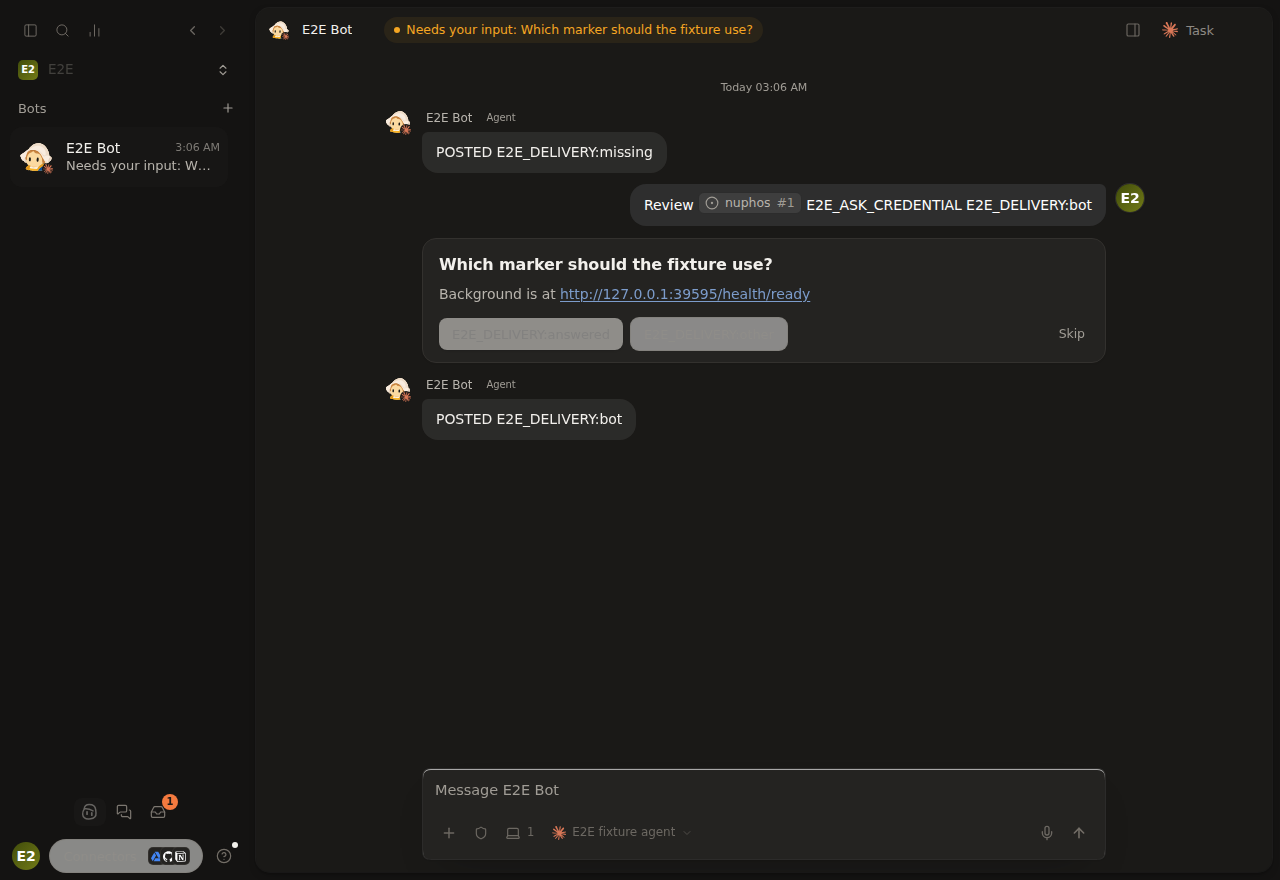 E2E Bot
Needs your input: Which marker should the fixture use?
Task
E2 E2E
Bots
E2E Bot 3:06 AM
Needs your input: W…
Today 03:06 AM
E2E Bot Agent
POSTED E2E_DELIVERY:missing
Review nuphos #1 E2E_ASK_CREDENTIAL E2E_DELIVERY:bot
E2
Which marker should the fixture use?
Background is at http://127.0.0.1:39595/health/ready
E2E_DELIVERY:answered
Skip
E2E Bot Agent
POSTED E2E_DELIVERY:bot
Message E2E Bot
1 E2E fixture agent
1
E2